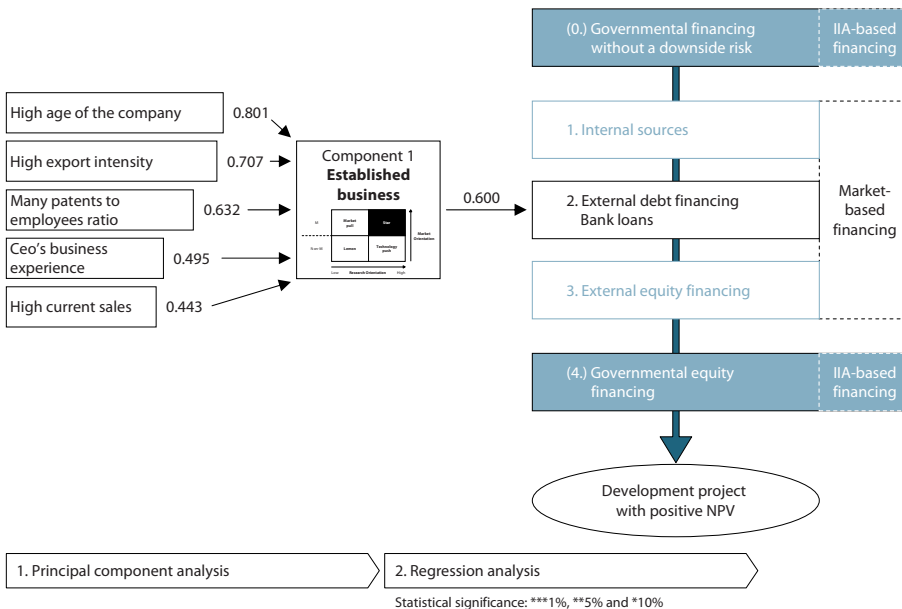 (0.) Governmental financing
without a downside risk
IIA-based
financing
High age of the company
0.801
High export intensity
0.707
Many patents to
employees ratio
0.632
Ceo's business
experience
0.495
High current sales
0.443
Component 1
Established
business
M
Market
pull
Star
Non-M
Lemon
Technology
push
Market
Orientation
Low
Research Orientation
High
0.600
1. Internal sources
2. External debt financing
Bank loans
3. External equity financing
Market-
based
financing
(4.) Governmental equity
financing
IIA-based
financing
Development project
with positive NPV
1. Principal component analysis
2. Regression analysis
Statistical significance: ***1%, **5% and *10%